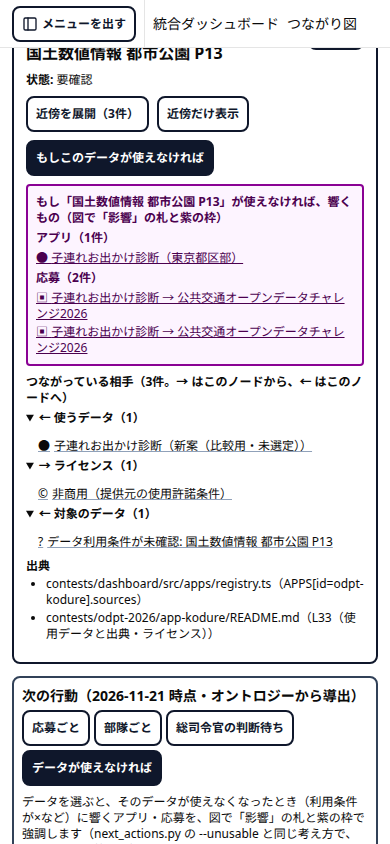 メニューを出す
統合ダッシュボード つながり図
国土数値情報 都市公園 P13
状態: 要確認
近傍を展開（3件）
近傍だけ表示
もしこのデータが使えなければ
もし「国土数値情報 都市公園 P13」が使えなければ、響く
もの（図で「影響」の札と紫の枠）
アプリ（1件）
● 子連れお出かけ診断（東京都区部）
応募（2件）
▣ 子連れお出かけ診断 → 公共交通オープンデータチャレ
ンジ2026
▣ 子連れお出かけ診断 → 公共交通オープンデータチャレ
ンジ2026
つながっている相手（3件。→ はこのノードから、← はこのノ
ードへ）
▼ ← 使うデータ（1）
● 子連れお出かけ診断（新案（比較用・未選定））
▼ → ライセンス（1）
© 非商用（提供元の使用許諾条件）
▼ ← 対象のデータ（1）
? データ利用条件が未確認: 国土数値情報 都市公園 P13
出典
• contests/dashboard/src/apps/registry.ts（APPS[id=odpt-
kodure].sources）
• contests/odpt-2026/app-kodure/README.md（L33（使
用データと出典・ライセンス））
次の行動（2026-11-21 時点・オントロジーから導出）
応募ごと
部隊ごと
総司令官の判断待ち
データが使えなければ
データを選ぶと、そのデータが使えなくなったとき（利用条件
が×など）に響くアプリ・応募を、図で「影響」の札と紫の枠で
強調します（next_actions.py の --unusable と同じ考え方で、